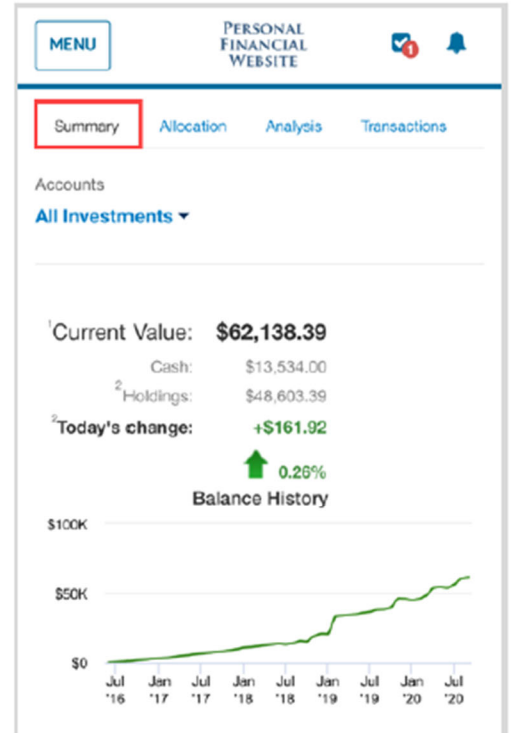 MENU
PERSONAL
FINANCIAL
WEBSITE
1
Summary Allocation Analysis Transactions
Accounts
All Investments
1Current Value: $62,138.39
Cash: $13,534.00
2Holdings: $48,603.39
2Today's change: +$161.92
0.26%
Balance History
$100K
$50K
$0
Jul Jan Jul Jan Jul Jan Jul Jan Jul
'16 '17 '17 '18 '18 '19 '19 '20 '20